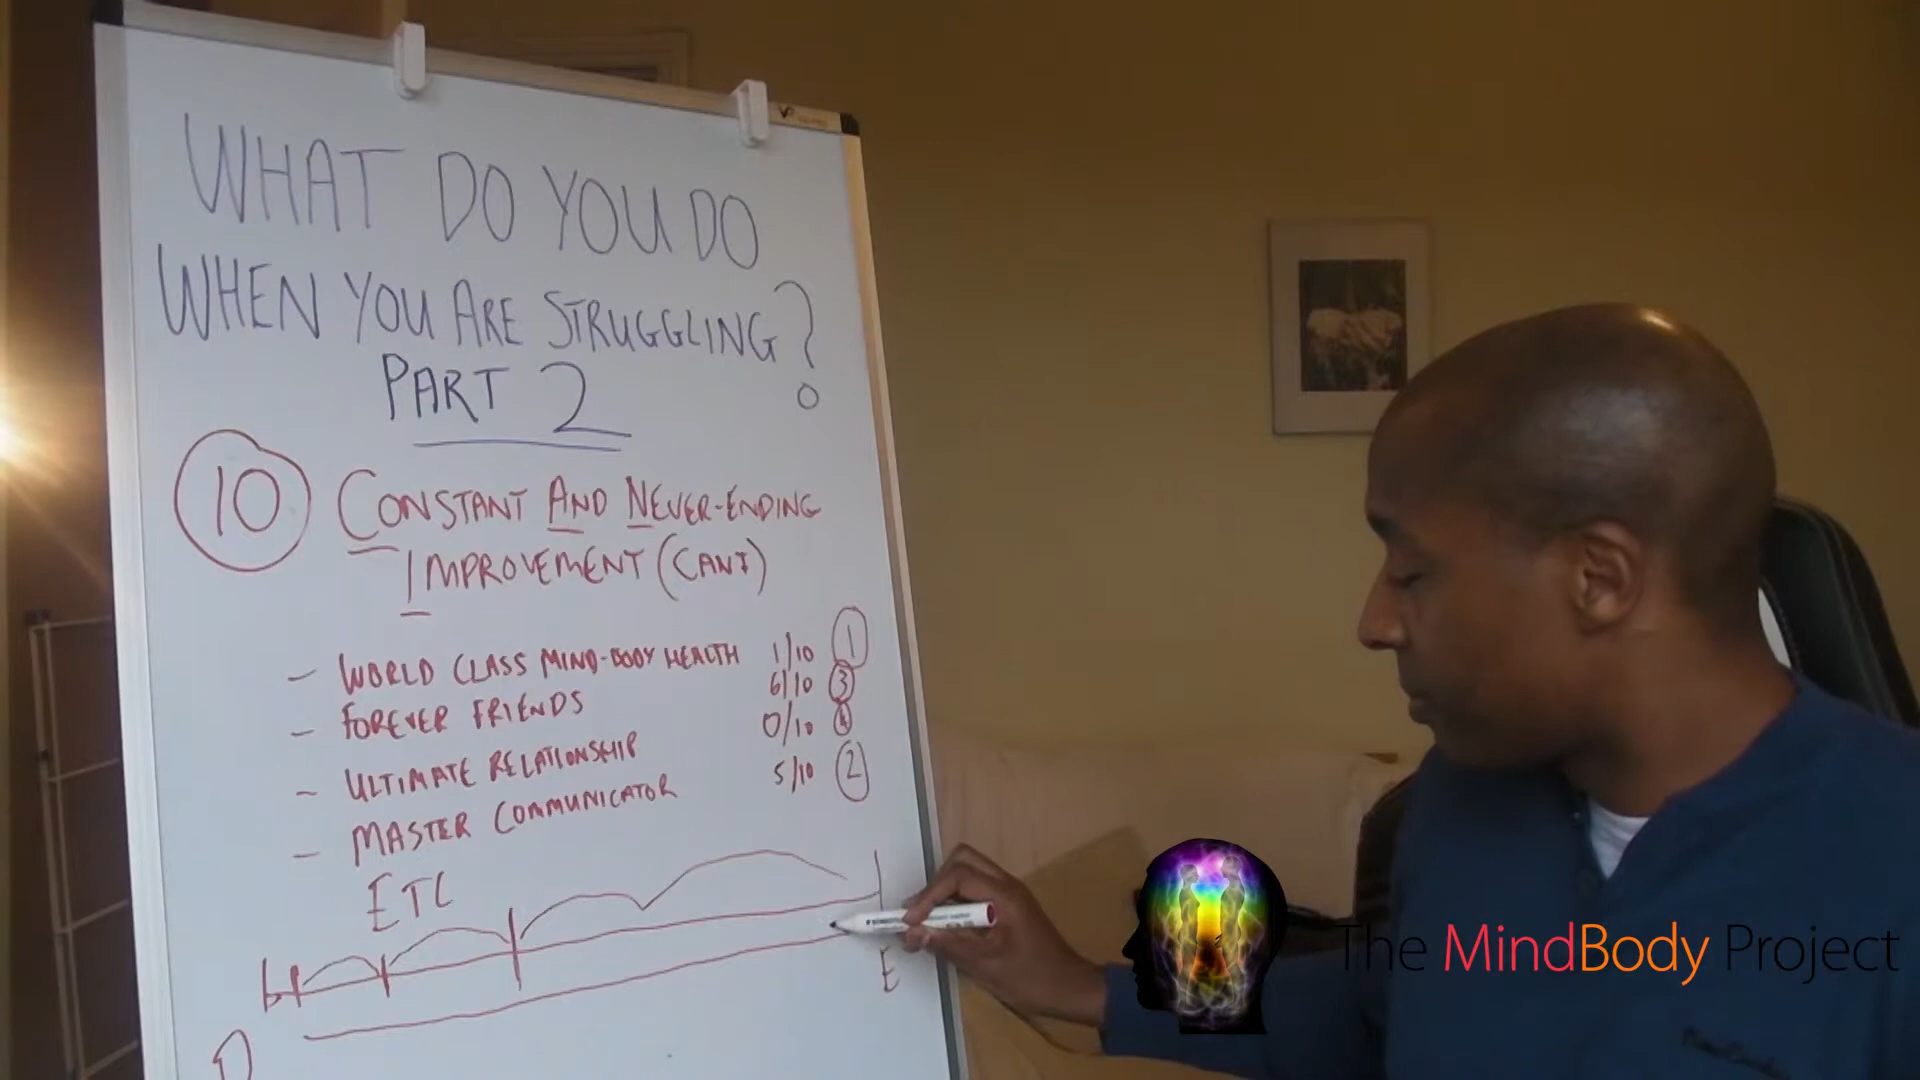 WHAT DO YOU DO
WHEN YOU ARE STRUGGLING?
PART 2
10 CONSTANT AND NEVER-ENDING
IMPROVEMENT (CANI)
- WORLD CLASS MIND-BODY HEALTH 1/10 1
- FOREVER FRIENDS 6/10 3
- ULTIMATE RELATIONSHIP 0/10 4
- MASTER COMMUNICATOR 5/10 2
ETC
E
The MindBody Project